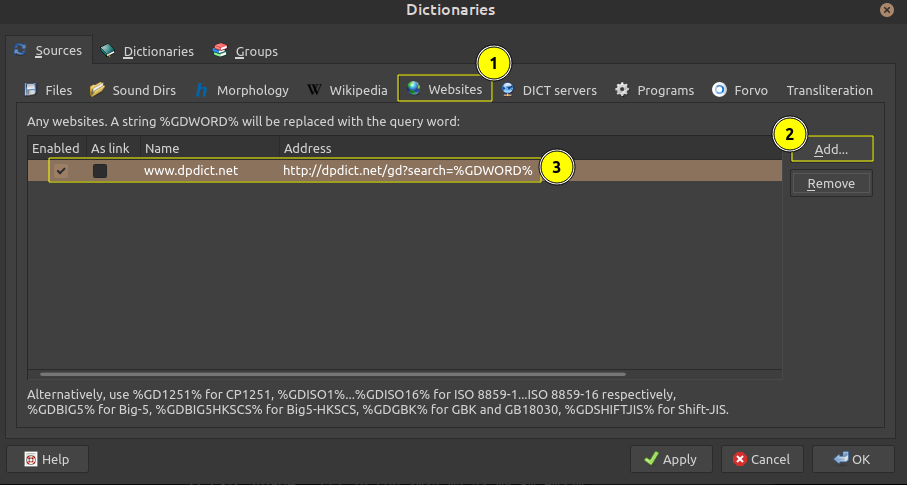 Dictionaries
Sources Dictionaries Groups
1
Files Sound Dirs Morphology Wikipedia Websites DICT servers Programs Forvo Transliteration
Any websites. A string %GDWORD% will be replaced with the query word:
2
Enabled As link Name Address
Add...
www.dpdict.net http://dpdict.net/gd?search=%GDWORD%
3
Remove
Alternatively, use %GD1251% for CP1251, %GDISO1%...%GDISO16% for ISO 8859-1...ISO 8859-16 respectively,
%GDBIG5% for Big-5, %GDBIG5HKSCS% for Big5-HKSCS, %GDGBK% for GBK and GB18030, %GDSHIFTJIS% for Shift-JIS.
Help Apply Cancel OK